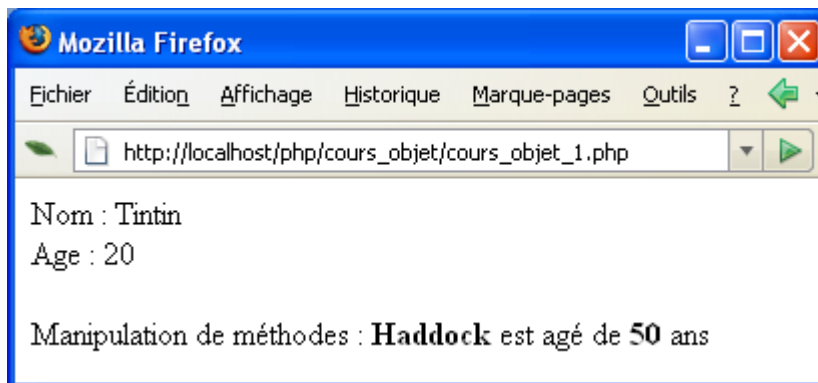 Mozilla Firefox
Fichier Édition Affichage Historique Marque-pages Outils ?
http://localhost/php/cours_objet/cours_objet_1.php
Nom : Tintin
Age : 20
Manipulation de méthodes : Haddock est agé de 50 ans